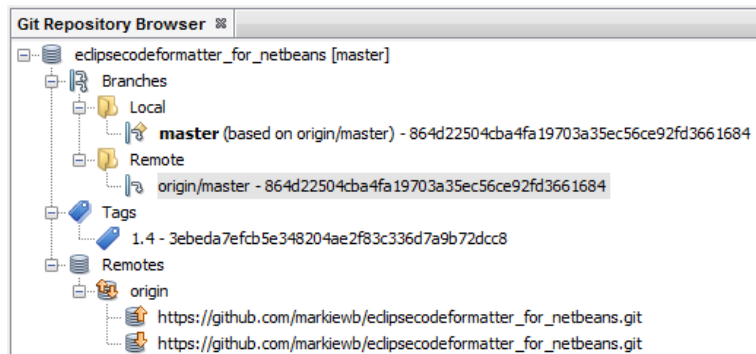 Git Repository Browser
eclipsecodeformatter_for_netbeans [master]
Branches
Local
master (based on origin/master) - 864d22504cba4fa19703a35ec56ce92fd3661684
Remote
origin/master - 864d22504cba4fa19703a35ec56ce92fd3661684
Tags
1.4 - 3ebeda7efcb5e348204ae2f83c336d7a9b72dcc8
Remotes
origin
https://github.com/markiewb/eclipsecodeformatter_for_netbeans.git
https://github.com/markiewb/eclipsecodeformatter_for_netbeans.git